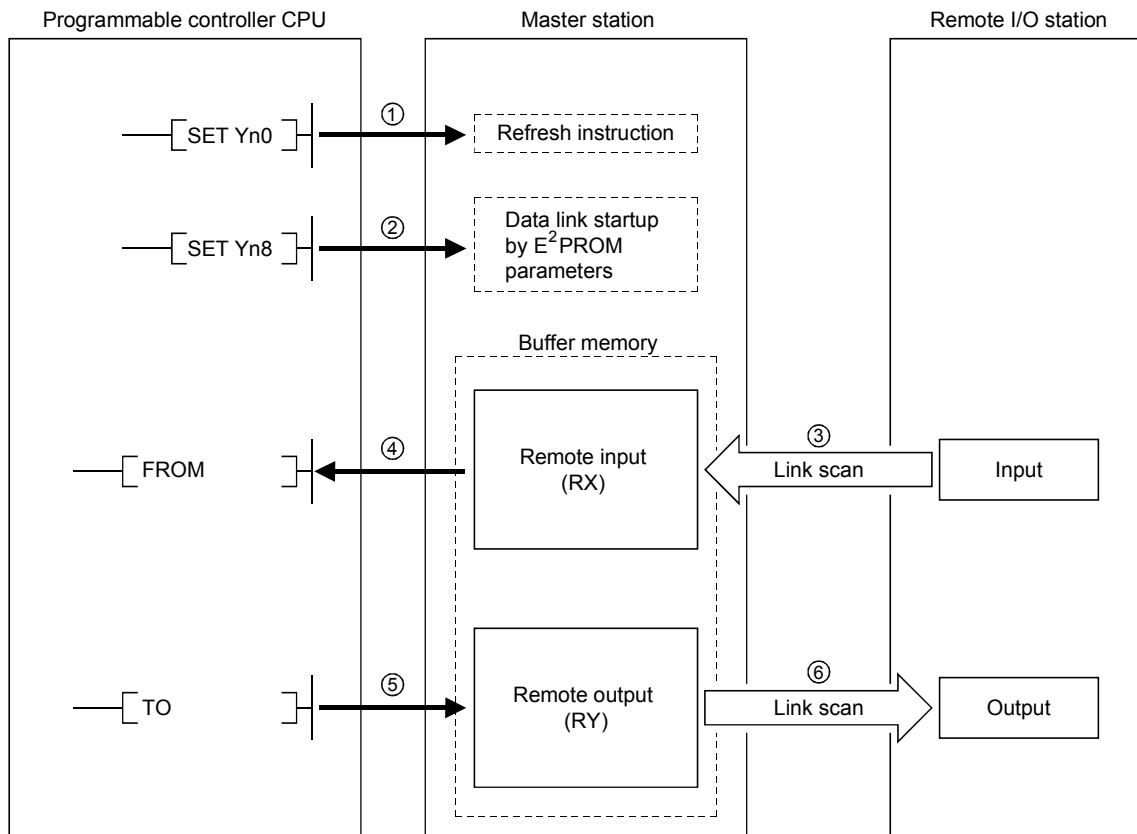 Programmable controller CPU
Master station
Remote I/O station
SET Yn0
①
Refresh instruction
SET Yn8
②
Data link startup
by E²PROM
parameters
Buffer memory
FROM
④
Remote input
(RX)
③
Link scan
Input
TO
⑤
Remote output
(RY)
⑥
Link scan
Output